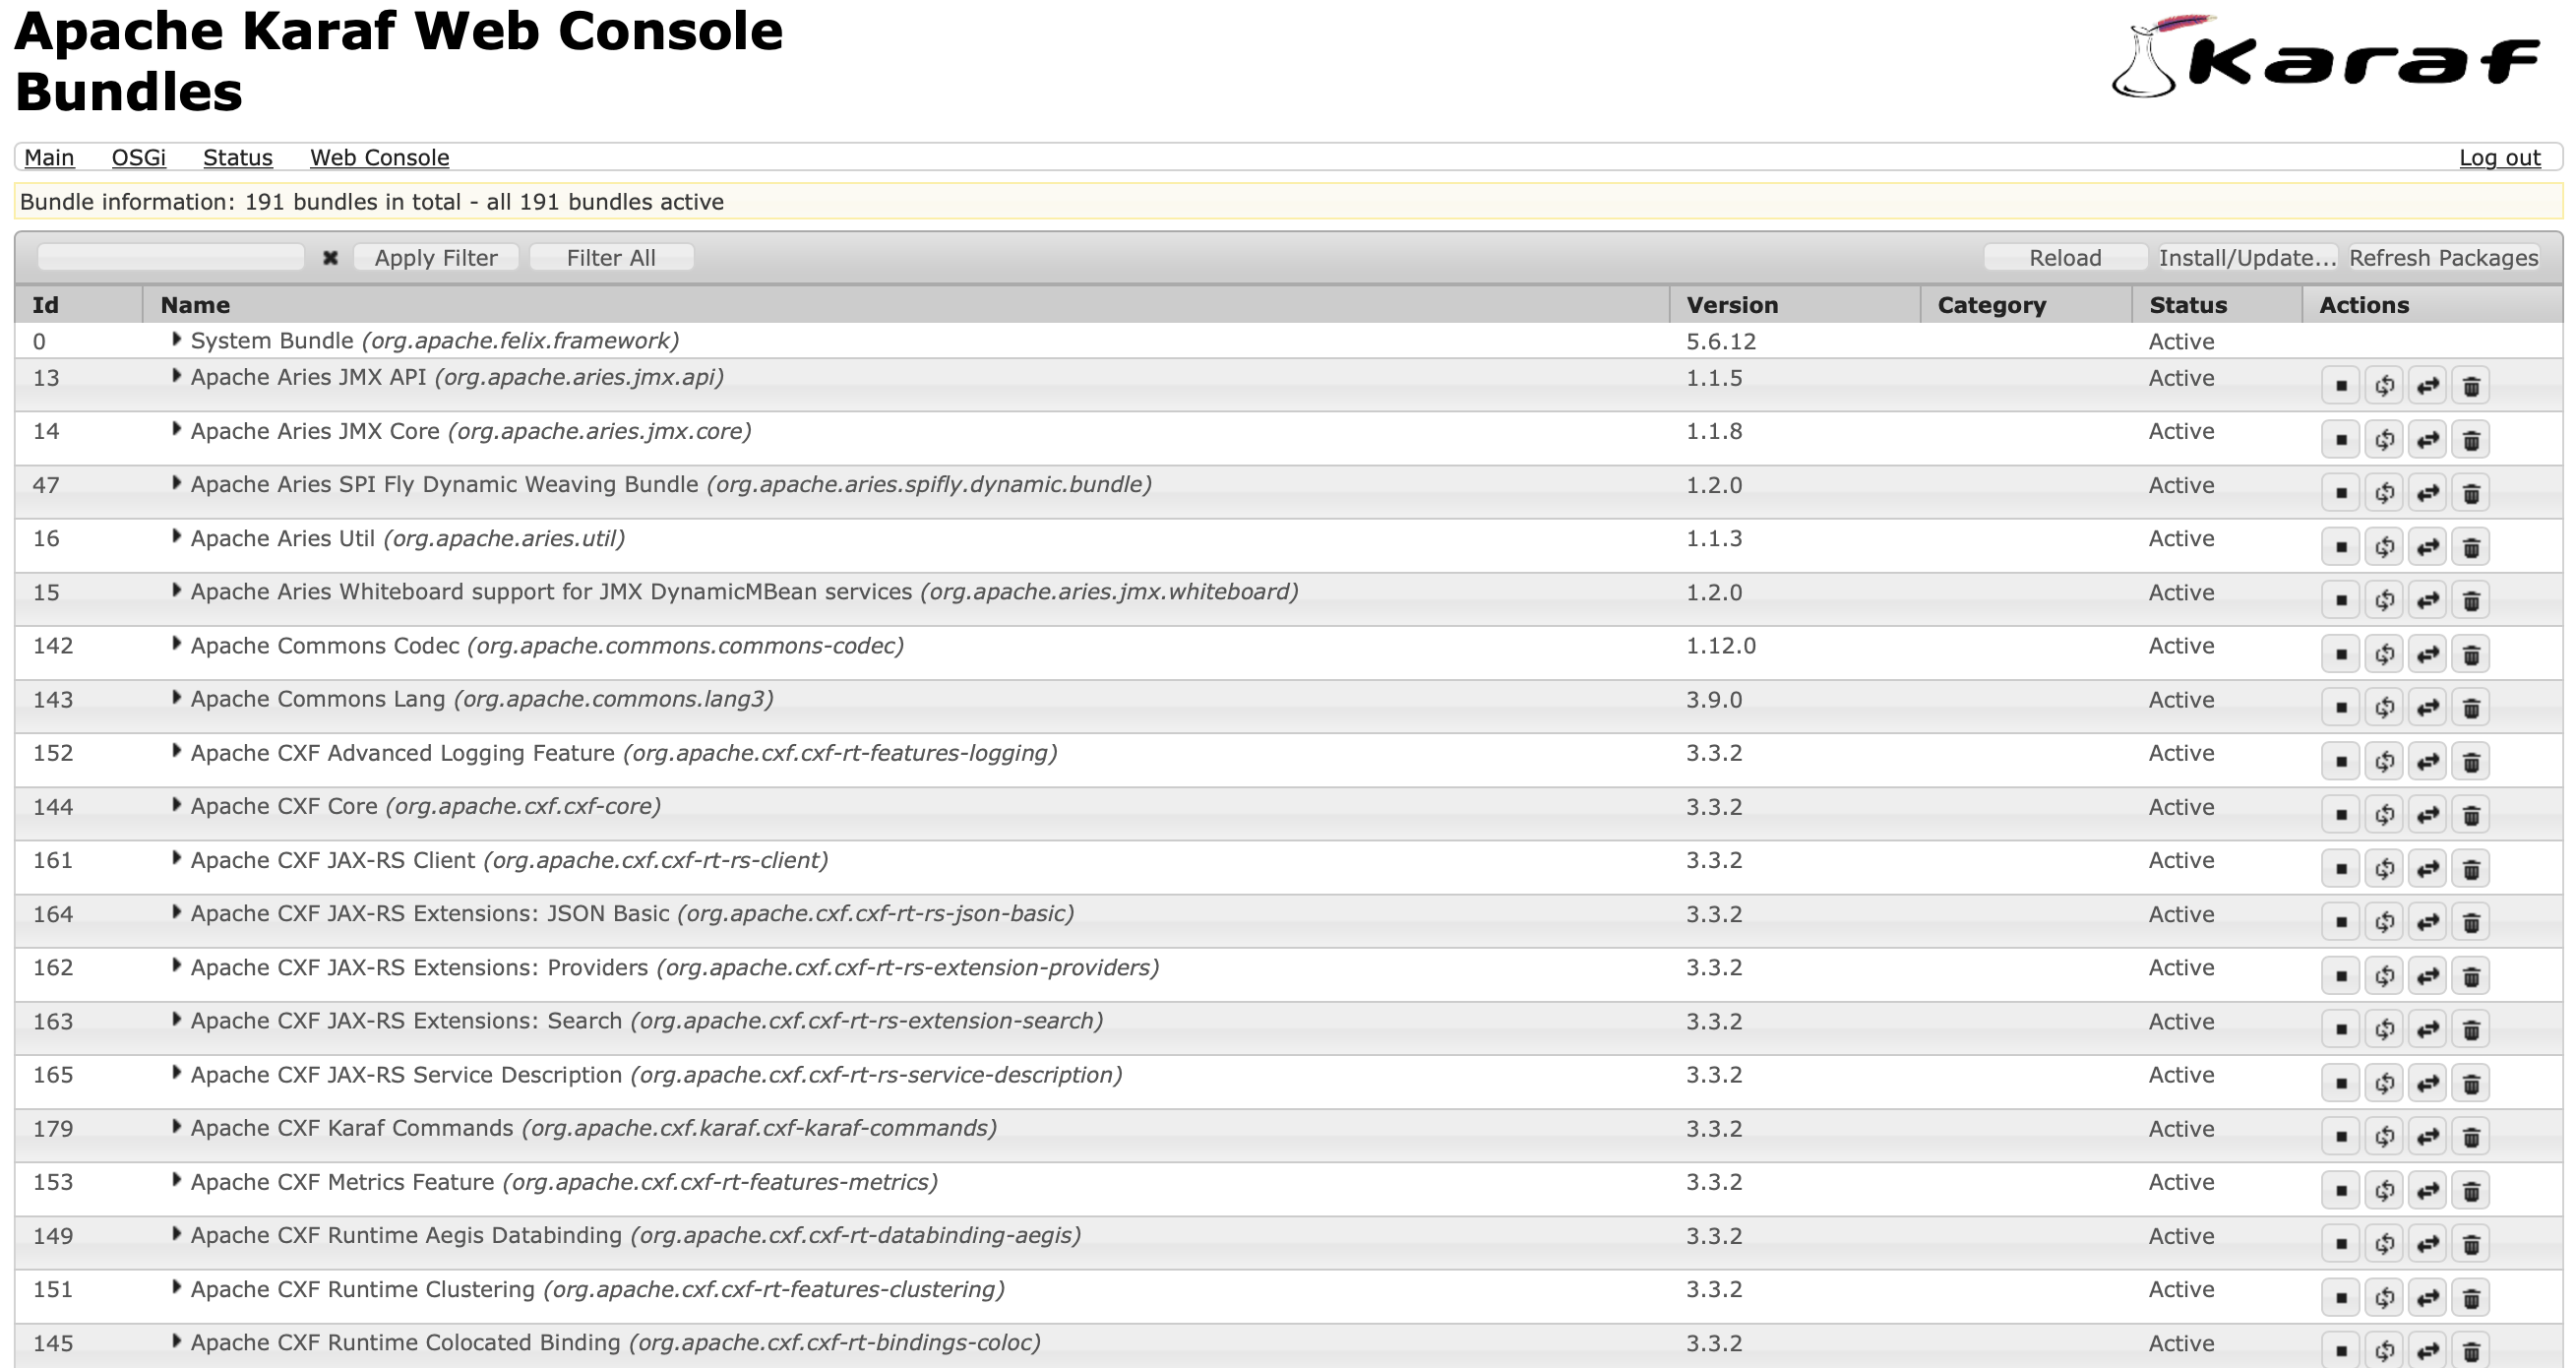 Apache Karaf Web Console
Bundles
Karaf
Main OSGi Status Web Console Log out
Bundle information: 191 bundles in total - all 191 bundles active
Apply Filter Filter All Reload Install/Update... Refresh Packages
Id Name Version Category Status Actions
0 System Bundle (org.apache.felix.framework) 5.6.12 Active
13 Apache Aries JMX API (org.apache.aries.jmx.api) 1.1.5 Active
14 Apache Aries JMX Core (org.apache.aries.jmx.core) 1.1.8 Active
47 Apache Aries SPI Fly Dynamic Weaving Bundle (org.apache.aries.spifly.dynamic.bundle) 1.2.0 Active
16 Apache Aries Util (org.apache.aries.util) 1.1.3 Active
15 Apache Aries Whiteboard support for JMX DynamicMBean services (org.apache.aries.jmx.whiteboard) 1.2.0 Active
142 Apache Commons Codec (org.apache.commons.commons-codec) 1.12.0 Active
143 Apache Commons Lang (org.apache.commons.lang3) 3.9.0 Active
152 Apache CXF Advanced Logging Feature (org.apache.cxf.cxf-rt-features-logging) 3.3.2 Active
144 Apache CXF Core (org.apache.cxf.cxf-core) 3.3.2 Active
161 Apache CXF JAX-RS Client (org.apache.cxf.cxf-rt-rs-client) 3.3.2 Active
164 Apache CXF JAX-RS Extensions: JSON Basic (org.apache.cxf.cxf-rt-rs-json-basic) 3.3.2 Active
162 Apache CXF JAX-RS Extensions: Providers (org.apache.cxf.cxf-rt-rs-extension-providers) 3.3.2 Active
163 Apache CXF JAX-RS Extensions: Search (org.apache.cxf.cxf-rt-rs-extension-search) 3.3.2 Active
165 Apache CXF JAX-RS Service Description (org.apache.cxf.cxf-rt-rs-service-description) 3.3.2 Active
179 Apache CXF Karaf Commands (org.apache.cxf.karaf.cxf-karaf-commands) 3.3.2 Active
153 Apache CXF Metrics Feature (org.apache.cxf.cxf-rt-features-metrics) 3.3.2 Active
149 Apache CXF Runtime Aegis Databinding (org.apache.cxf.cxf-rt-databinding-aegis) 3.3.2 Active
151 Apache CXF Runtime Clustering (org.apache.cxf.cxf-rt-features-clustering) 3.3.2 Active
145 Apache CXF Runtime Colocated Binding (org.apache.cxf.cxf-rt-bindings-coloc) 3.3.2 Active